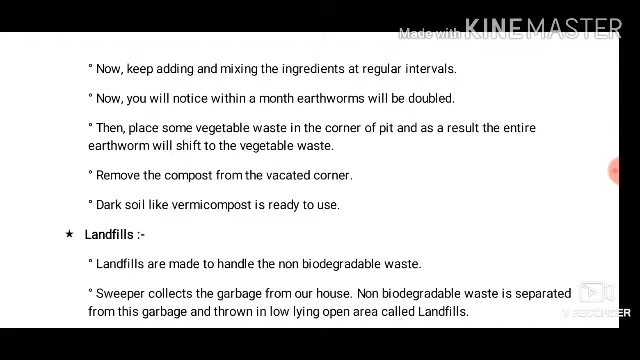 Made with KINEMASTER
° Now, keep adding and mixing the ingredients at regular intervals.
° Now, you will notice within a month earthworms will be doubled.
° Then, place some vegetable waste in the corner of pit and as a result the entire
earthworm will shift to the vegetable waste.
° Remove the compost from the vacated corner.
° Dark soil like vermicompost is ready to use.
★ Landfills :-
° Landfills are made to handle the non biodegradable waste.
° Sweeper collects the garbage from our house. Non biodegradable waste is separated
from this garbage and thrown in low lying open area called Landfills.
V RECORDER